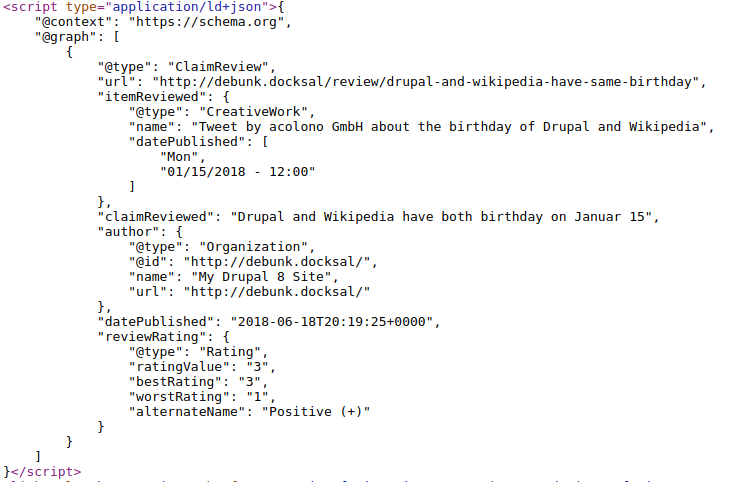 <script type="application/ld+json">{
    "@context": "https://schema.org",
    "@graph": [
        {
            "@type": "ClaimReview",
            "url": "http://debunk.docksal/review/drupal-and-wikipedia-have-same-birthday",
            "itemReviewed": {
                "@type": "CreativeWork",
                "name": "Tweet by acolono GmbH about the birthday of Drupal and Wikipedia",
                "datePublished": [
                    "Mon",
                    "01/15/2018 - 12:00"
                ]
            },
            "claimReviewed": "Drupal and Wikipedia have both birthday on Januar 15",
            "author": {
                "@type": "Organization",
                "@id": "http://debunk.docksal/",
                "name": "My Drupal 8 Site",
                "url": "http://debunk.docksal/"
            },
            "datePublished": "2018-06-18T20:19:25+0000",
            "reviewRating": {
                "@type": "Rating",
                "ratingValue": "3",
                "bestRating": "3",
                "worstRating": "1",
                "alternateName": "Positive (+)"
            }
        }
    ]
}</script>